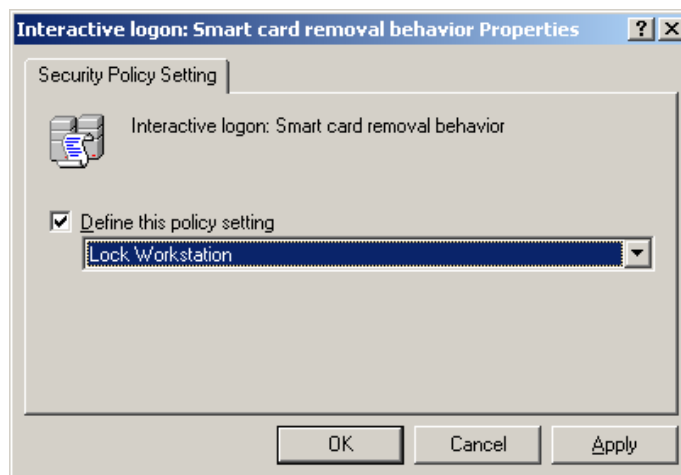 Interactive logon: Smart card removal behavior Properties ? X
Security Policy Setting
Interactive logon: Smart card removal behavior
Define this policy setting
Lock Workstation
OK Cancel Apply